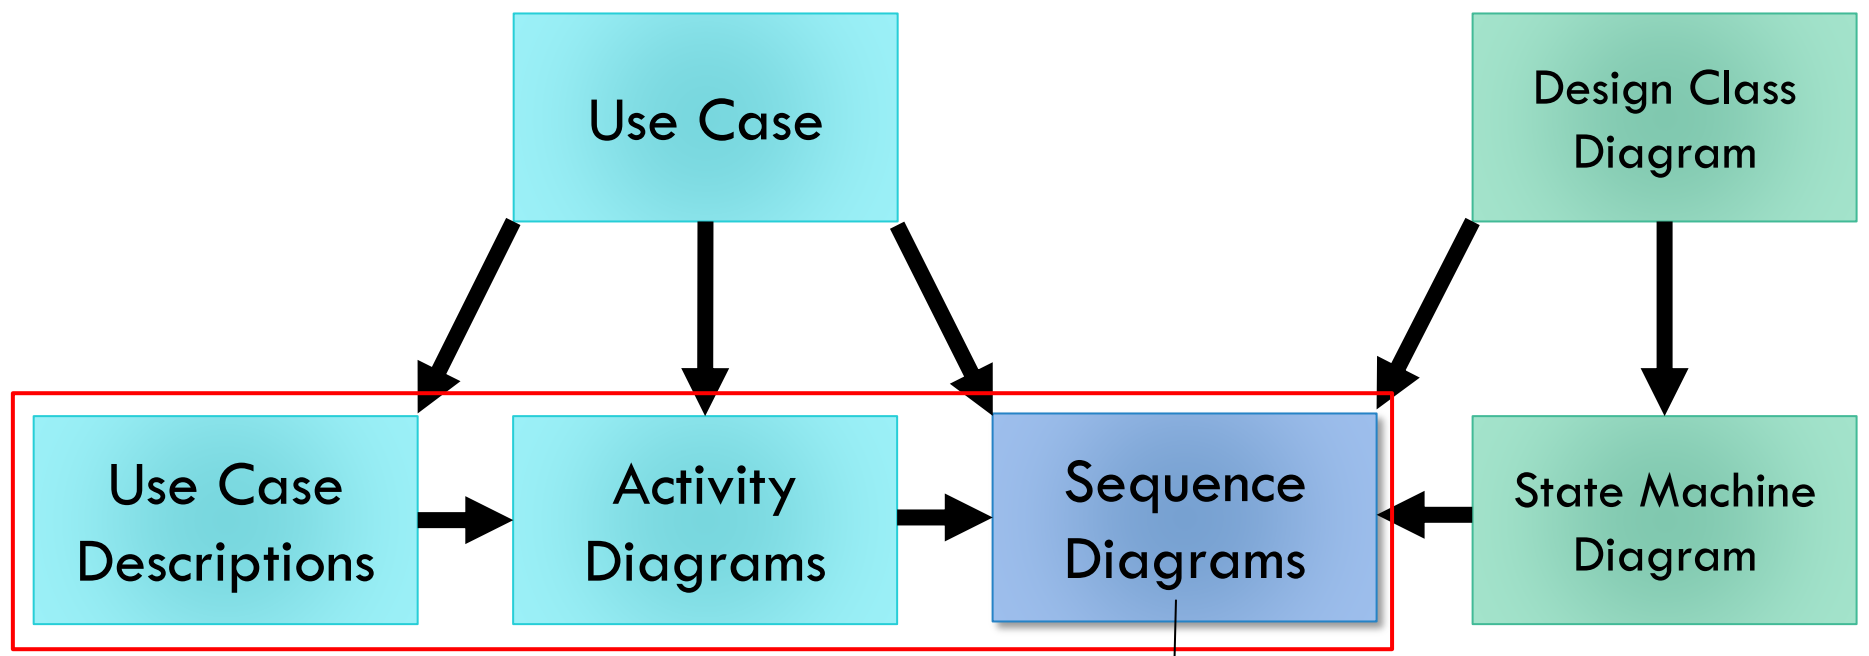 Use Case
Design Class
Diagram
Use Case
Descriptions
Activity
Diagrams
Sequence
Diagrams
State Machine
Diagram